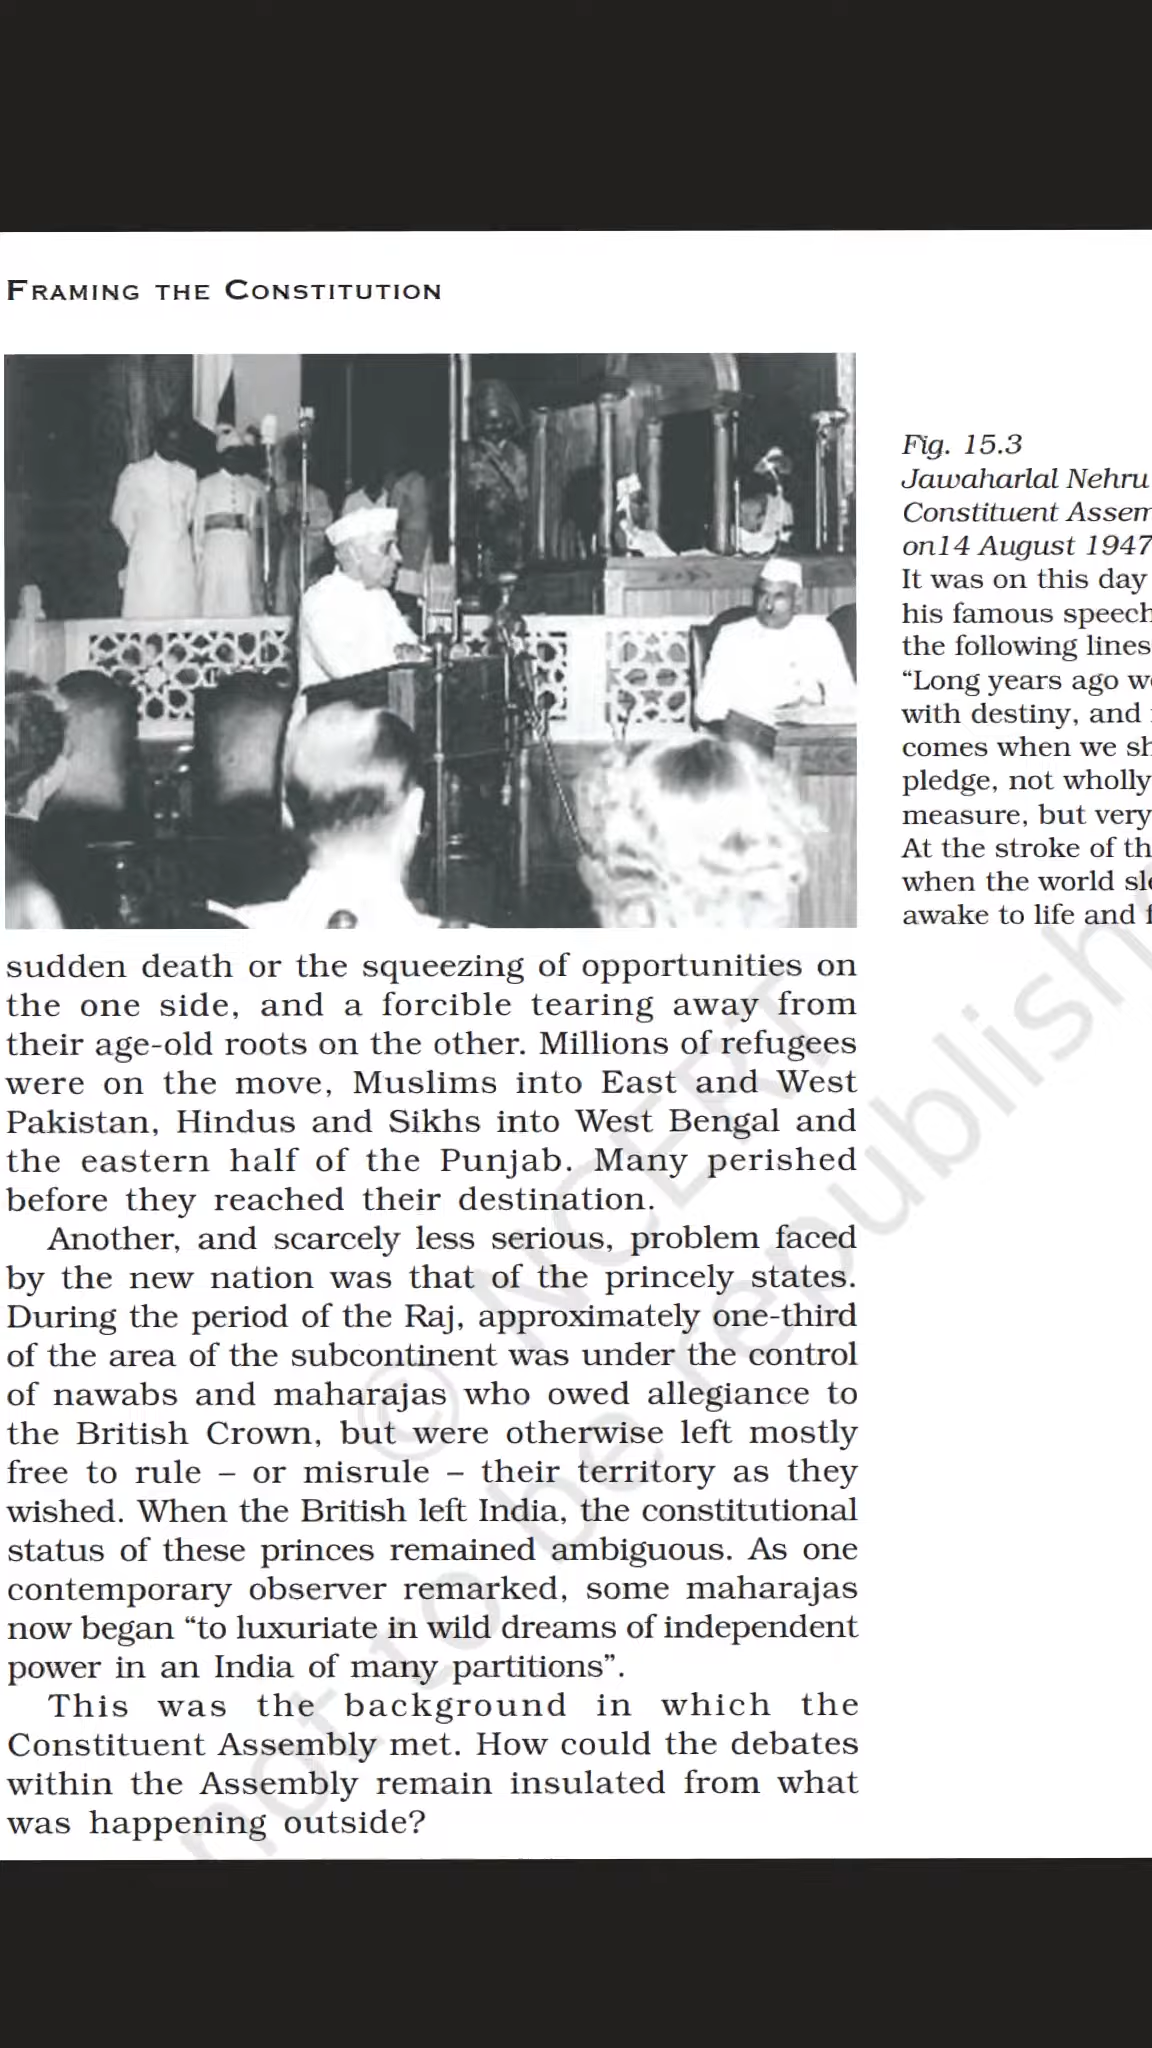 FRAMING THE CONSTITUTION
Fig. 15.3
Jawaharlal Nehru
Constituent Assem
on14 August 1947
It was on this day
his famous speech
the following lines
“Long years ago we
with destiny, and
comes when we sh
pledge, not wholly
measure, but very
At the stroke of th
when the world sle
awake to life and f
sudden death or the squeezing of opportunities on
the one side, and a forcible tearing away from
their age-old roots on the other. Millions of refugees
were on the move, Muslims into East and West
Pakistan, Hindus and Sikhs into West Bengal and
the eastern half of the Punjab. Many perished
before they reached their destination.
Another, and scarcely less serious, problem faced
by the new nation was that of the princely states.
During the period of the Raj, approximately one-third
of the area of the subcontinent was under the control
of nawabs and maharajas who owed allegiance to
the British Crown, but were otherwise left mostly
free to rule – or misrule – their territory as they
wished. When the British left India, the constitutional
status of these princes remained ambiguous. As one
contemporary observer remarked, some maharajas
now began “to luxuriate in wild dreams of independent
power in an India of many partitions”.
This was the background in which the
Constituent Assembly met. How could the debates
within the Assembly remain insulated from what
was happening outside?
© NCERT
not to be republish